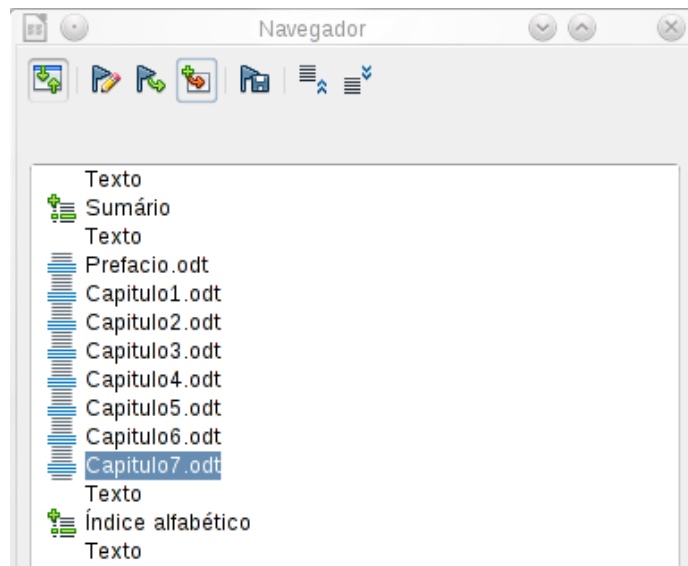 Navegador
Texto
Sumário
Texto
Prefacio.odt
Capitulo1.odt
Capitulo2.odt
Capitulo3.odt
Capitulo4.odt
Capitulo5.odt
Capitulo6.odt
Capitulo7.odt
Texto
Índice alfabético
Texto